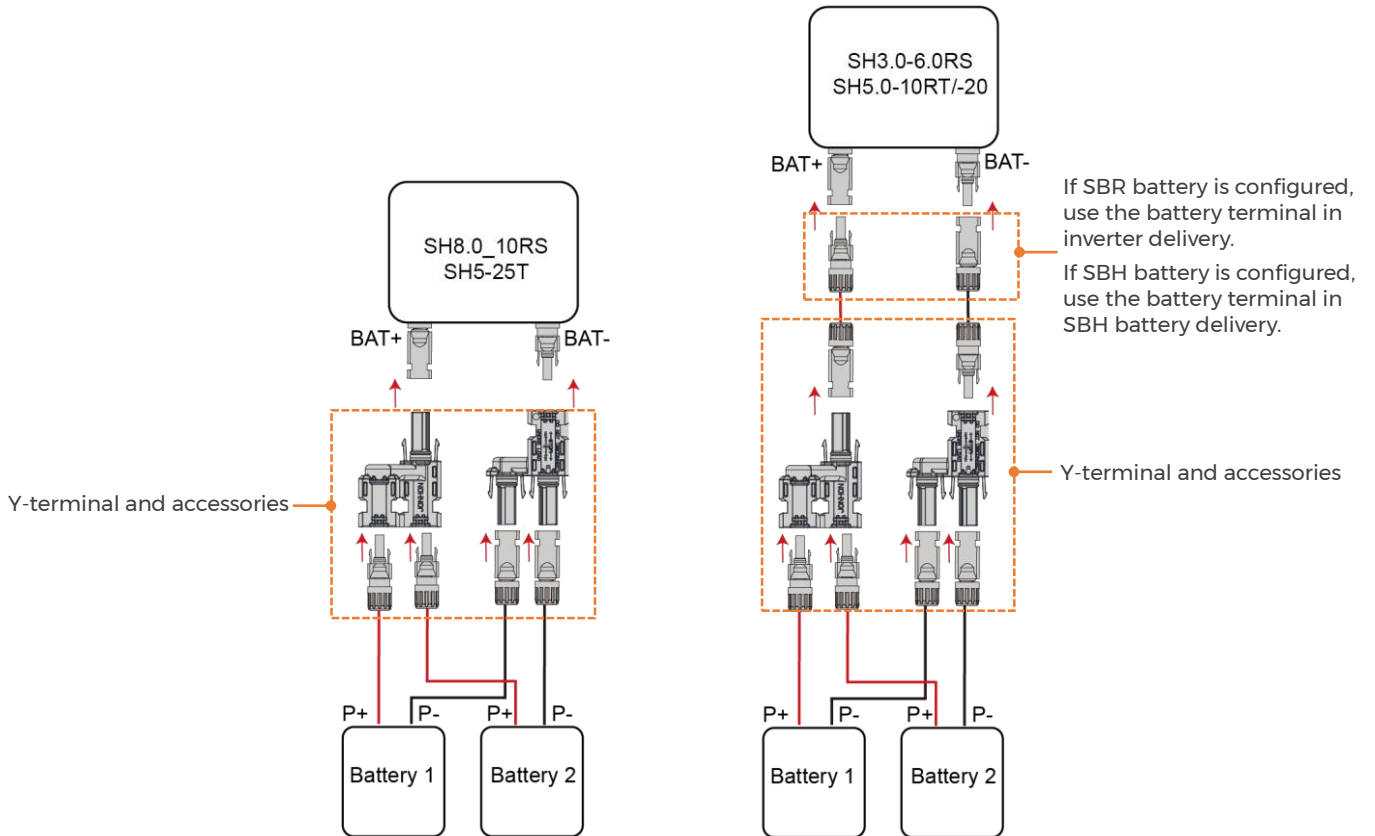 SH8.0_10RS
SH5-25T
BAT+
BAT-
Y-terminal and accessories
P+
P-
P+
P-
Battery 1
Battery 2
SH3.0-6.0RS
SH5.0-10RT/-20
BAT+
BAT-
If SBR battery is configured,
use the battery terminal in
inverter delivery.
If SBH battery is configured,
use the battery terminal in
SBH battery delivery.
Y-terminal and accessories
P+
P-
P+
P-
Battery 1
Battery 2